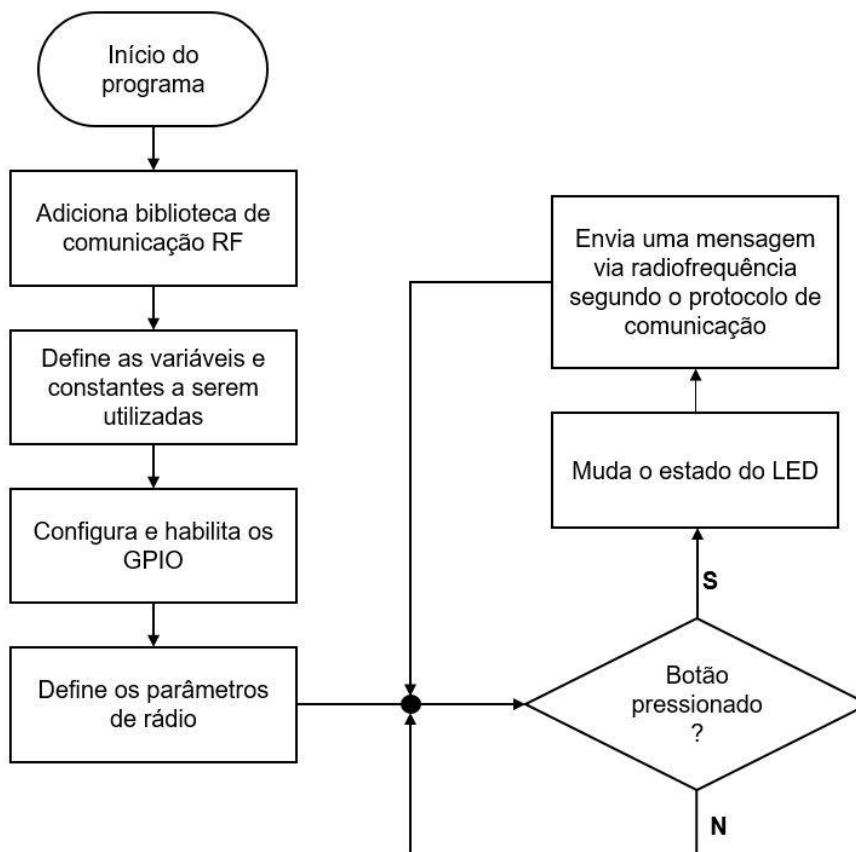 Início do
programa
Adiciona biblioteca de
comunicação RF
Define as variáveis e
constantes a serem
utilizadas
Configura e habilita os
GPIO
Define os parâmetros
de rádio
Envia uma mensagem
via radiofrequência
segundo o protocolo de
comunicação
Muda o estado do LED
S
Botão
pressionado
?
N